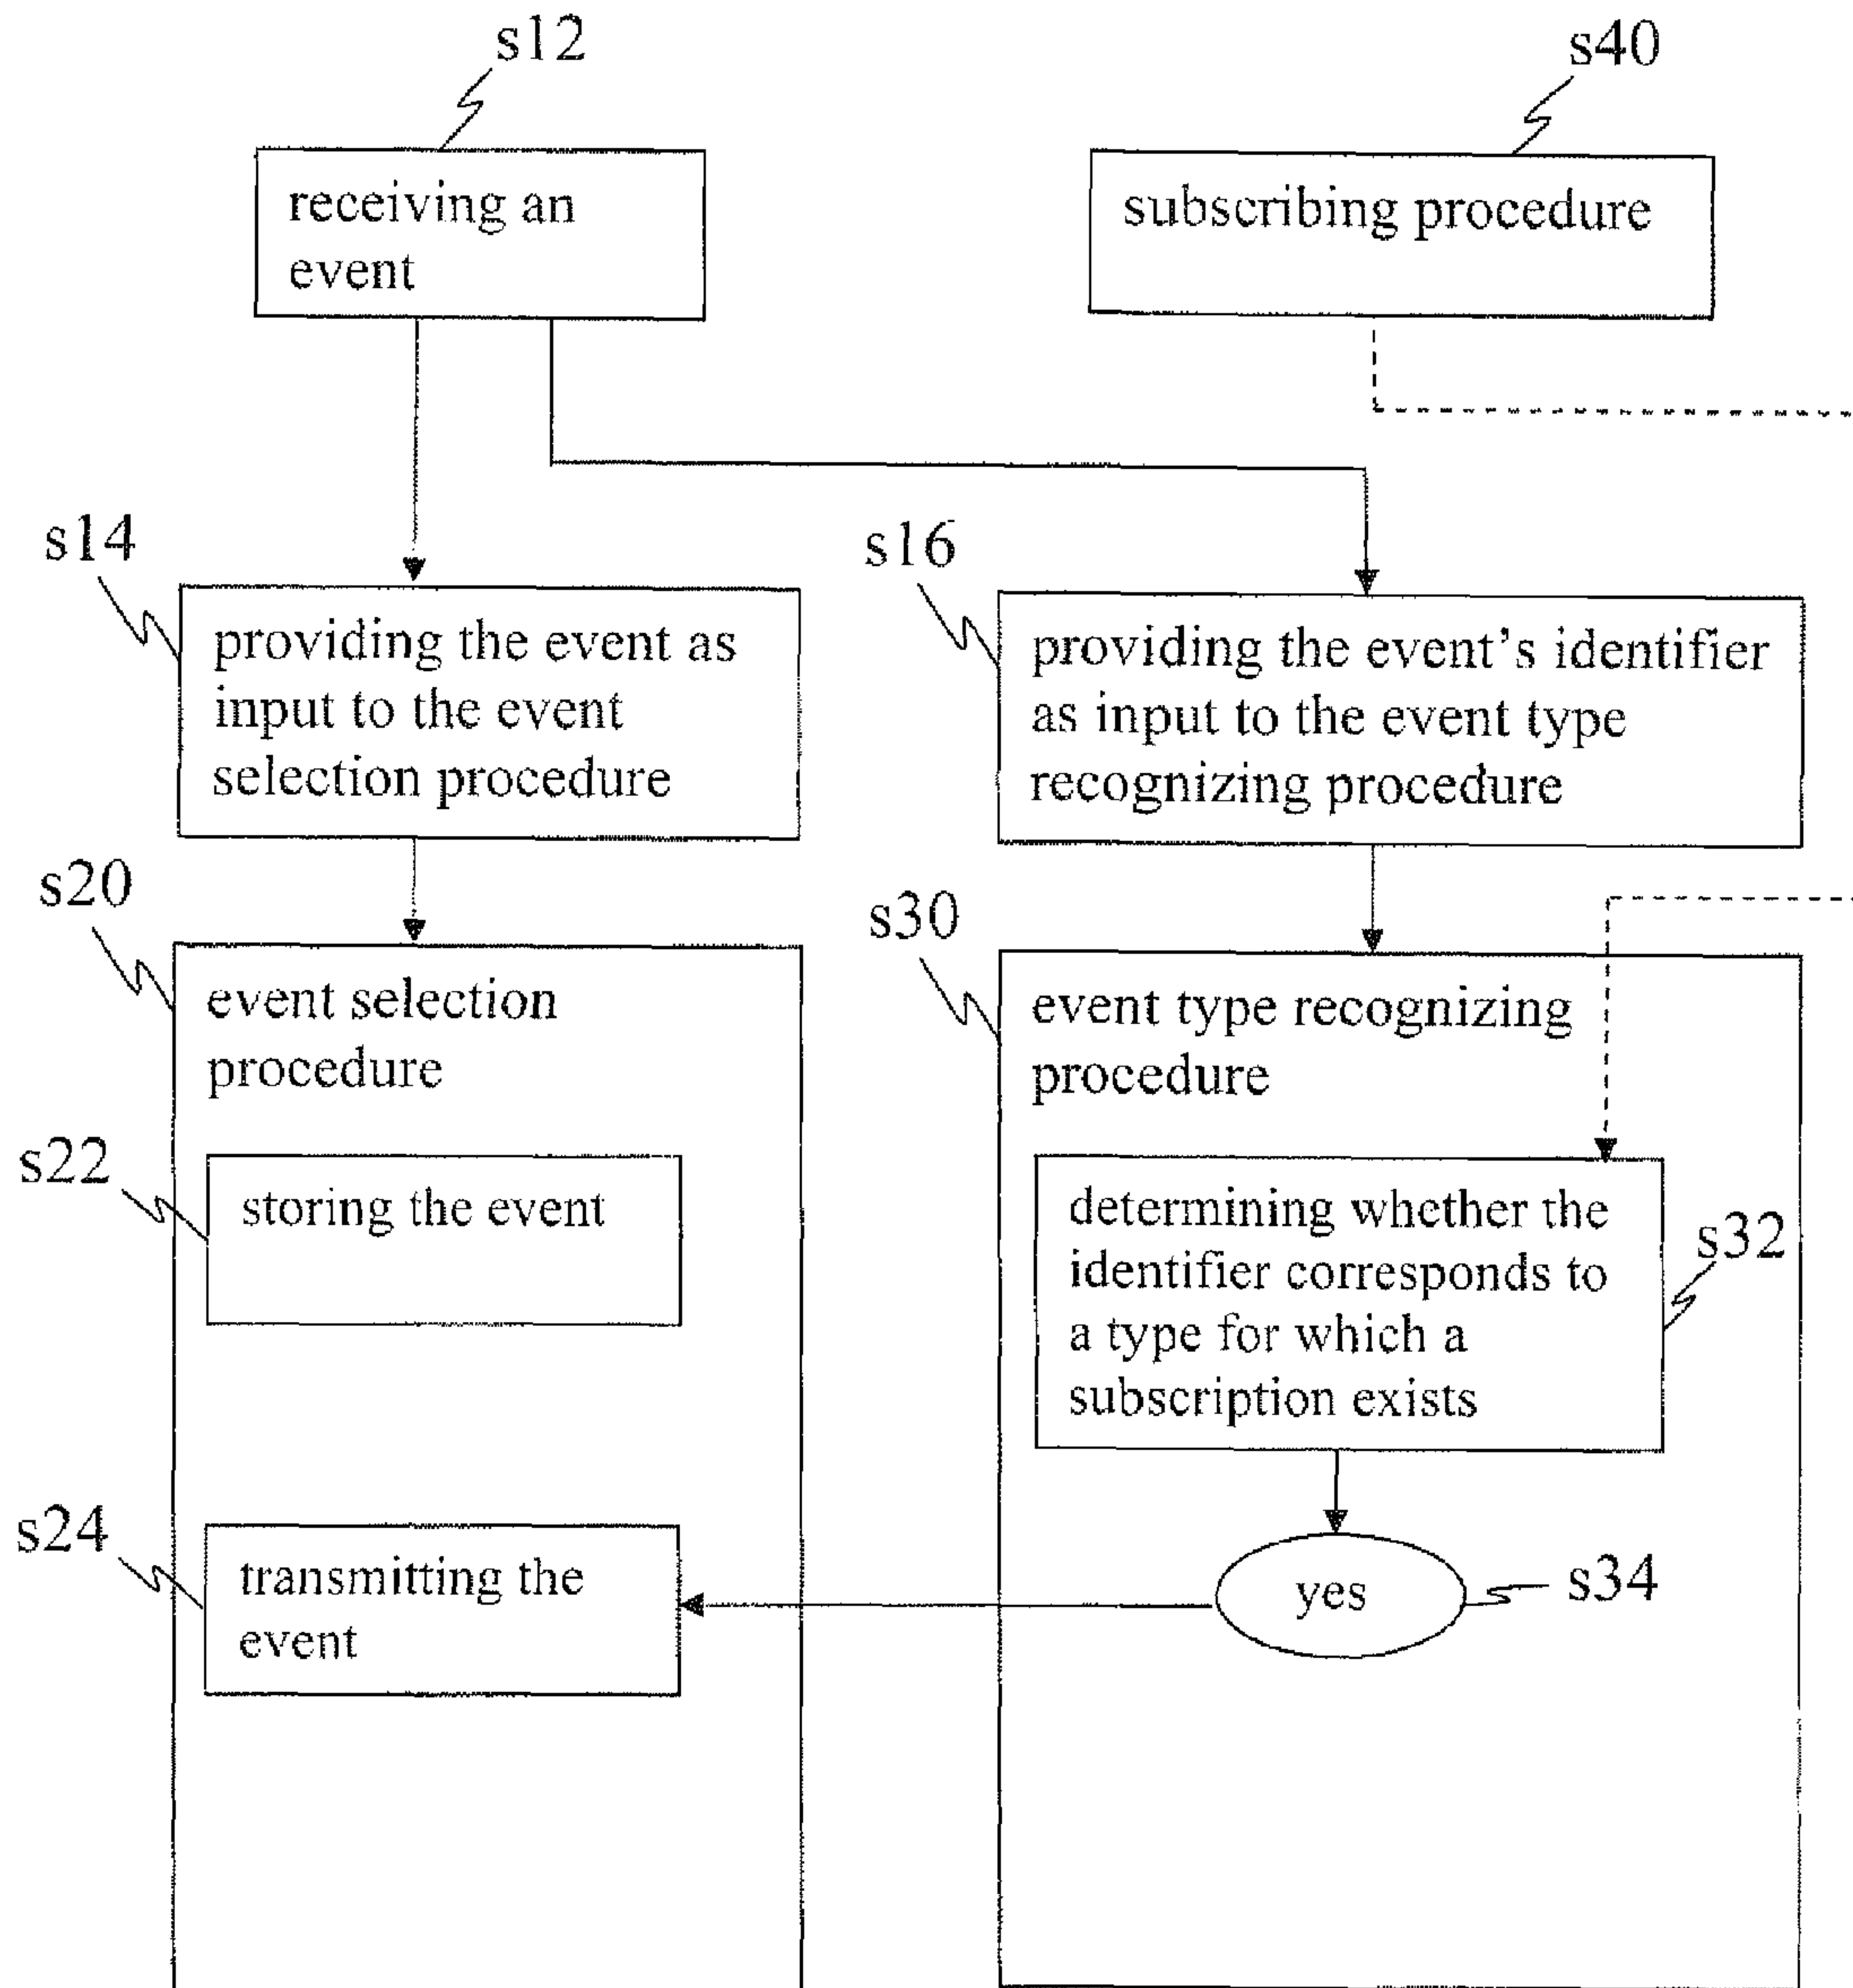 s12
s40
receiving an
event
subscribing procedure
s14
s16
providing the event as
input to the event
selection procedure
providing the event's identifier
as input to the event type
recognizing procedure
s20
s30
event selection
procedure
event type recognizing
procedure
s22
storing the event
determining whether the
identifier corresponds to
a type for which a
subscription exists
s32
s24
transmitting the
event
yes
s34